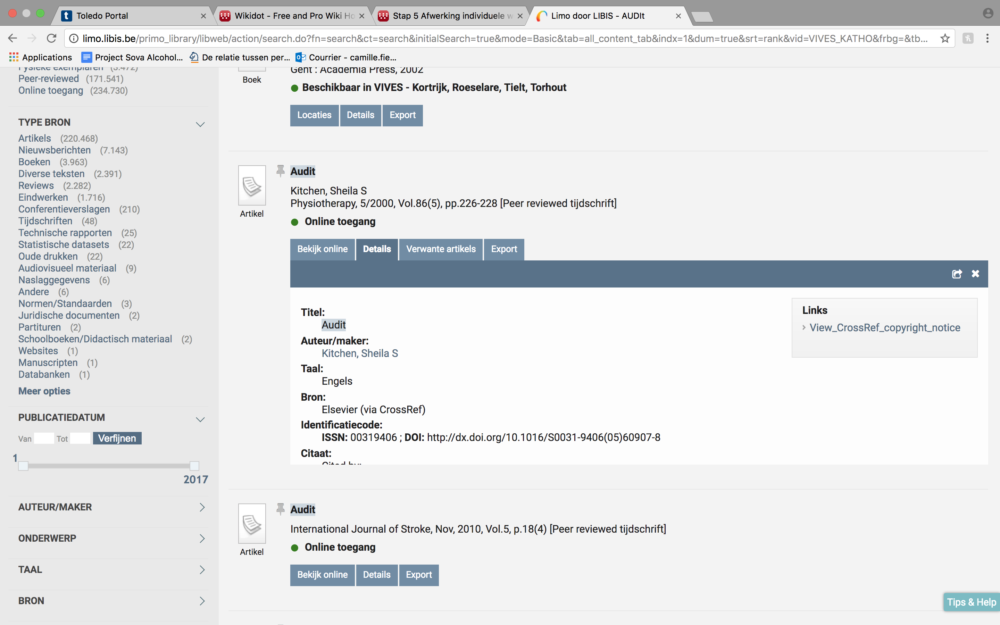 Toledo Portal
Wikidot - Free and Pro Wiki Ho
Stap 5 Afwerking individuele w
Limo door LIBIS - AUDIt
limo.libis.be/primo_library/libweb/action/search.do?fn=search&ct=search&initialSearch=true&mode=Basic&tab=all_content_tab&indx=1&dum=true&srt=rank&vid=VIVES_KATHO&frbg=&tb...
Applications
Project Sova Alcohol...
De relatie tussen per...
Courrier - camille.fie...
Fysieke exemplaren (3.472)
Peer-reviewed (171.541)
Online toegang (234.730)
TYPE BRON
Artikels (220.468)
Nieuwsberichten (7.143)
Boeken (3.963)
Diverse teksten (2.391)
Reviews (2.282)
Eindwerken (1.716)
Conferentieverslagen (210)
Tijdschriften (48)
Technische rapporten (25)
Statistische datasets (22)
Oude drukken (22)
Audiovisueel materiaal (9)
Naslaggegevens (6)
Andere (6)
Normen/Standaarden (3)
Juridische documenten (2)
Partituren (2)
Schoolboeken/Didactisch materiaal (2)
Websites (1)
Manuscripten (1)
Databanken (1)
Meer opties
PUBLICATIEDATUM
Van Tot Verfijnen
1
2017
AUTEUR/MAKER
ONDERWERP
TAAL
BRON
Gent : Academia Press, 2002
Boek
Beschikbaar in VIVES - Kortrijk, Roeselare, Tielt, Torhout
Locaties Details Export
Audit
Kitchen, Sheila S
Physiotherapy, 5/2000, Vol.86(5), pp.226-228 [Peer reviewed tijdschrift]
Artikel
Online toegang
Bekijk online Details Verwante artikels Export
Titel:
Audit
Auteur/maker:
Kitchen, Sheila S
Taal:
Engels
Bron:
Elsevier (via CrossRef)
Identificatiecode:
ISSN: 00319406 ; DOI: http://dx.doi.org/10.1016/S0031-9406(05)60907-8
Citaat:
Cited by:
Links
View_CrossRef_copyright_notice
Audit
International Journal of Stroke, Nov, 2010, Vol.5, p.18(4) [Peer reviewed tijdschrift]
Artikel
Online toegang
Bekijk online Details Export
Tips & Help